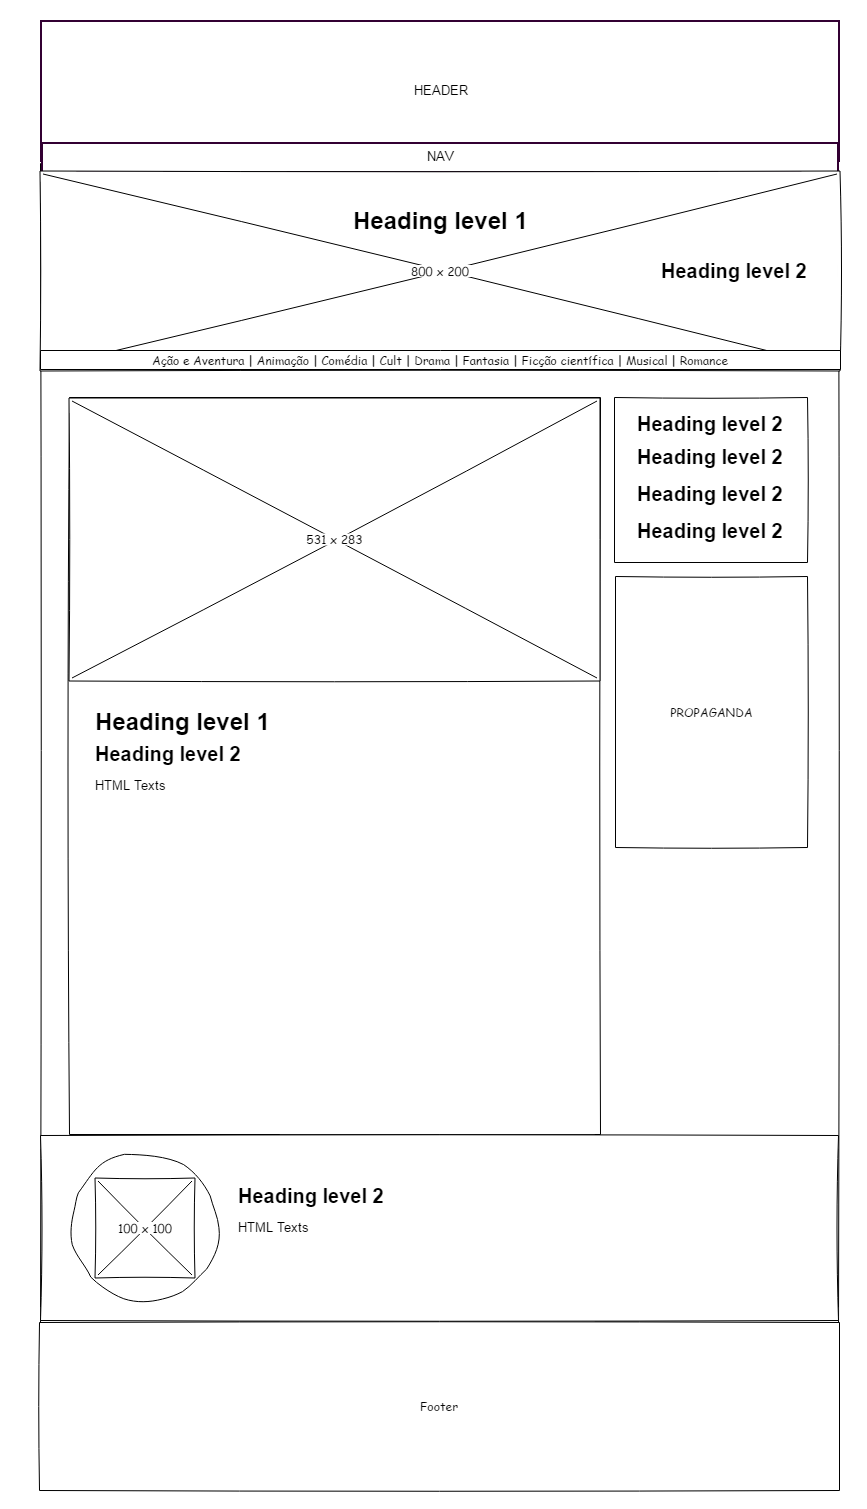 HEADER
NAV
Heading level 1
800 x 200
Heading level 2
Ação e Aventura | Animação | Comédia | Cult | Drama | Fantasia | Ficção científica | Musical | Romance
531 x 283
Heading level 1
Heading level 2
HTML Texts
Heading level 2
Heading level 2
Heading level 2
Heading level 2
PROPAGANDA
100 x 100
Heading level 2
HTML Texts
Footer